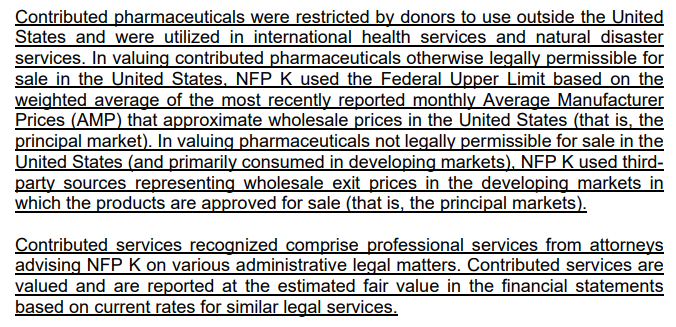 Contributed pharmaceuticals were restricted by donors to use outside the United
States and were utilized in international health services and natural disaster
services. In valuing contributed pharmaceuticals otherwise legally permissible for
sale in the United States, NFP K used the Federal Upper Limit based on the
weighted average of the most recently reported monthly Average Manufacturer
Prices (AMP) that approximate wholesale prices in the United States (that is, the
principal market). In valuing pharmaceuticals not legally permissible for sale in the
United States (and primarily consumed in developing markets), NFP K used third-
party sources representing wholesale exit prices in the developing markets in
which the products are approved for sale (that is, the principal markets).

Contributed services recognized comprise professional services from attorneys
advising NFP K on various administrative legal matters. Contributed services are
valued and are reported at the estimated fair value in the financial statements
based on current rates for similar legal services.